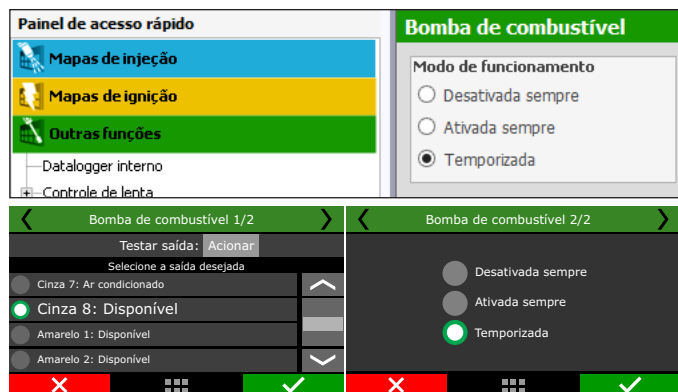 Painel de acesso rápido
Mapas de injeção
Mapas de ignição
Outras funções
Datalogger interno
Controle de lenta
Bomba de combustível
Modo de funcionamento
Desativada sempre
Ativada sempre
Temporizada
Bomba de combustível 1/2
Testar saída: Acionar
Selecione a saída desejada
Cinza 7: Ar condicionado
Cinza 8: Disponível
Amarelo 1: Disponível
Amarelo 2: Disponível
Bomba de combustível 2/2
Desativada sempre
Ativada sempre
Temporizada